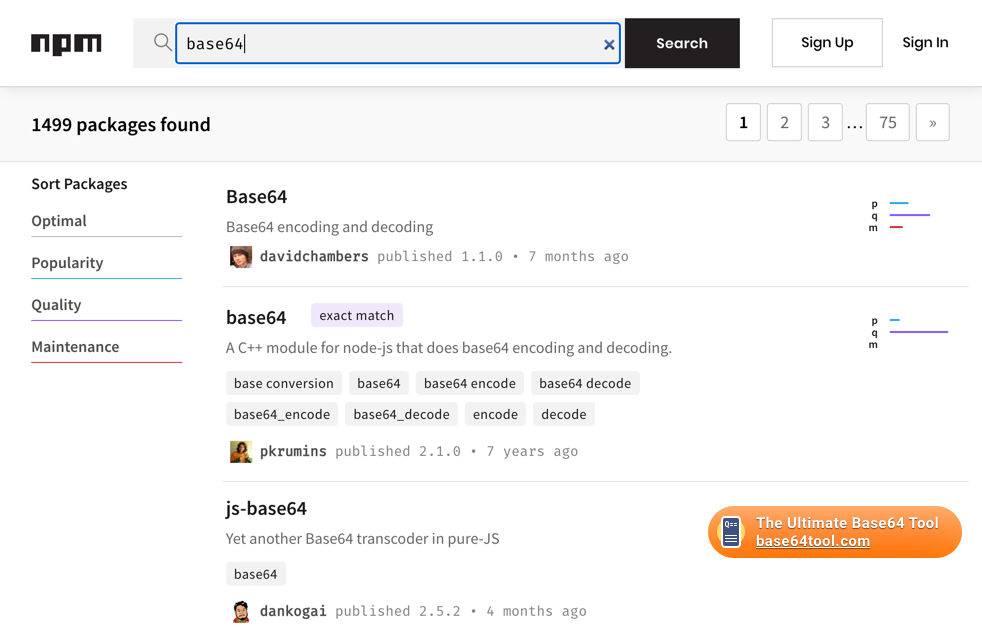 npm
base64
×
Search
Sign Up
Sign In
1499 packages found
1 2 3 ... 75 »
Sort Packages
Optimal
Popularity
Quality
Maintenance
Base64
Base64 encoding and decoding
davidchambers published 1.1.0 • 7 months ago
p
q
m
base64 exact match
A C++ module for node-js that does base64 encoding and decoding.
base conversion base64 base64 encode base64 decode
base64_encode base64_decode encode decode
pkrumins published 2.1.0 • 7 years ago
p
q
m
js-base64
Yet another Base64 transcoder in pure-JS
base64
dankogai published 2.5.2 • 4 months ago
Q==
The Ultimate Base64 Tool
base64tool.com